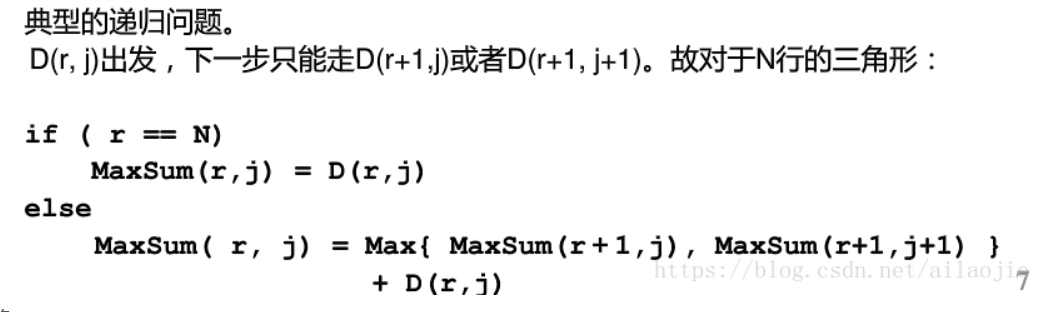 典型的递归问题。
D(r, j)出发，下一步只能走D(r+1,j)或者D(r+1, j+1)。故对于N行的三角形：
if ( r == N)
MaxSum(r,j) = D(r,j)
else
MaxSum( r, j) = Max{ MaxSum(r+1,j), MaxSum(r+1,j+1) }
+ D(r,j)
https://blog.csdn.net/ailaojie
7